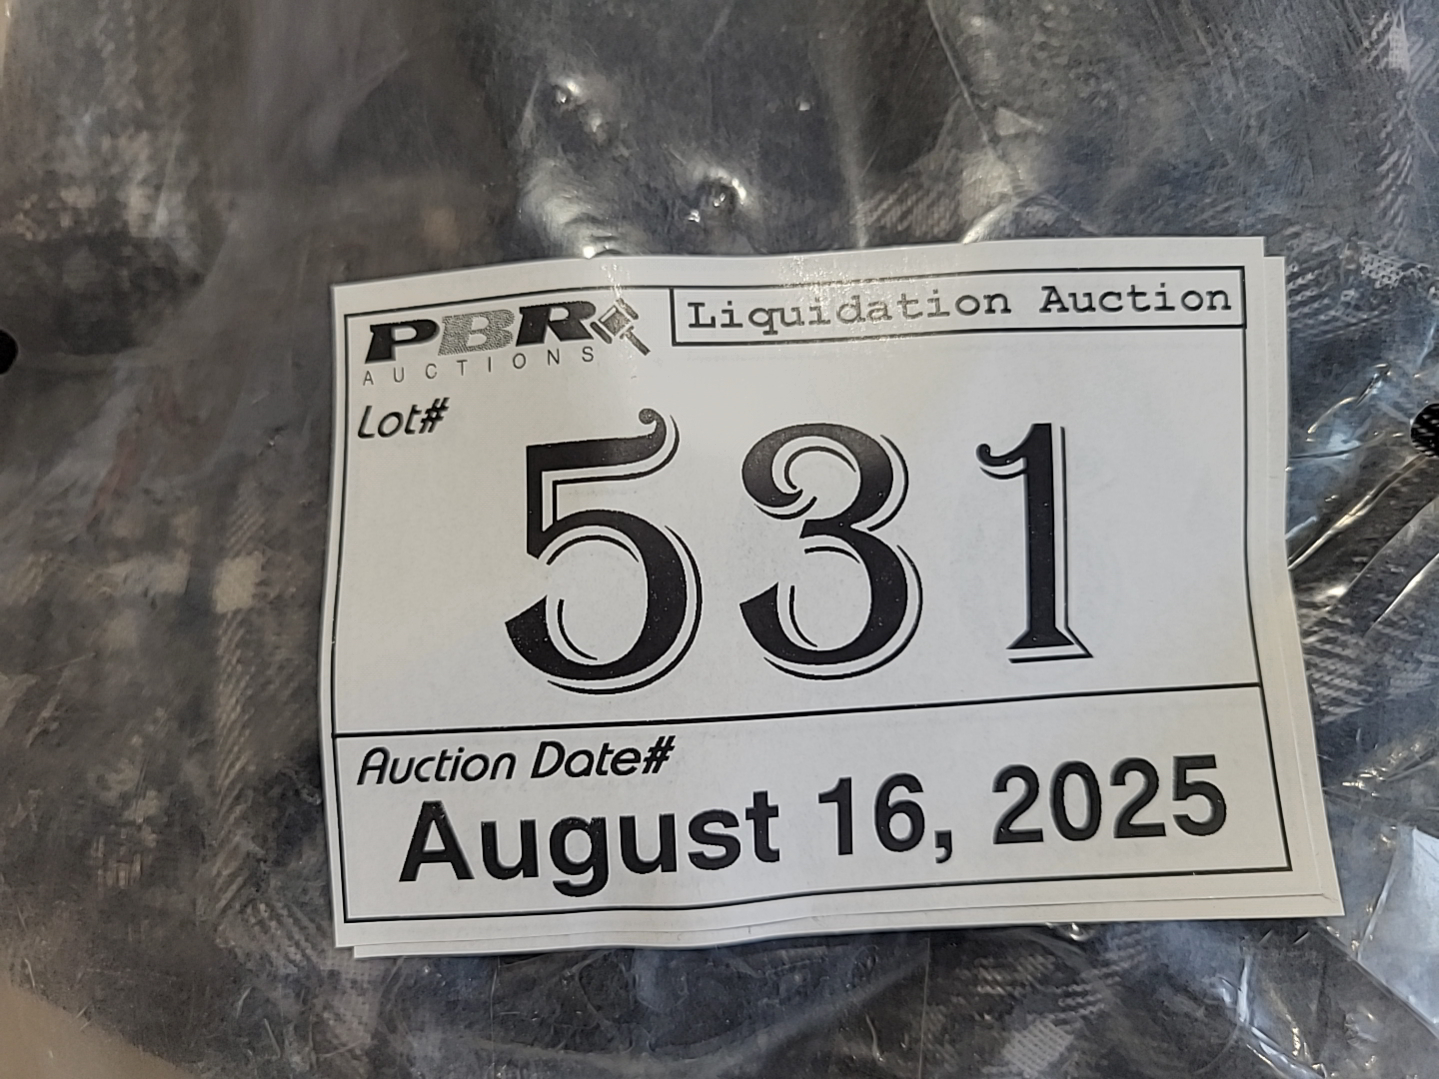 PBR
AUCTIONS
Liquidation Auction
Lot#
531
Auction Date#
August 16, 2025